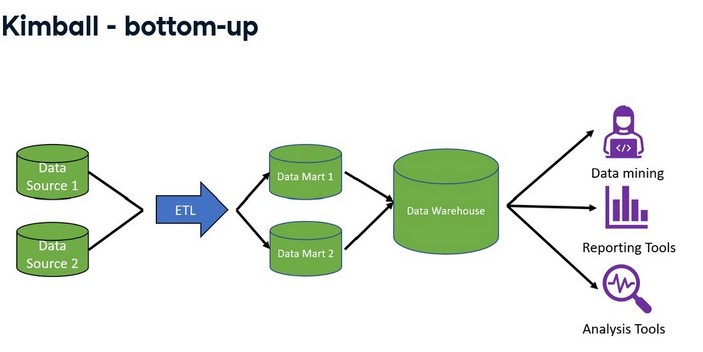 Kimball - bottom-up
Data
Source 1
Data
Source 2
ETL
Data Mart 1
Data Mart 2
Data Warehouse
</>
Data mining
Reporting Tools
Analysis Tools